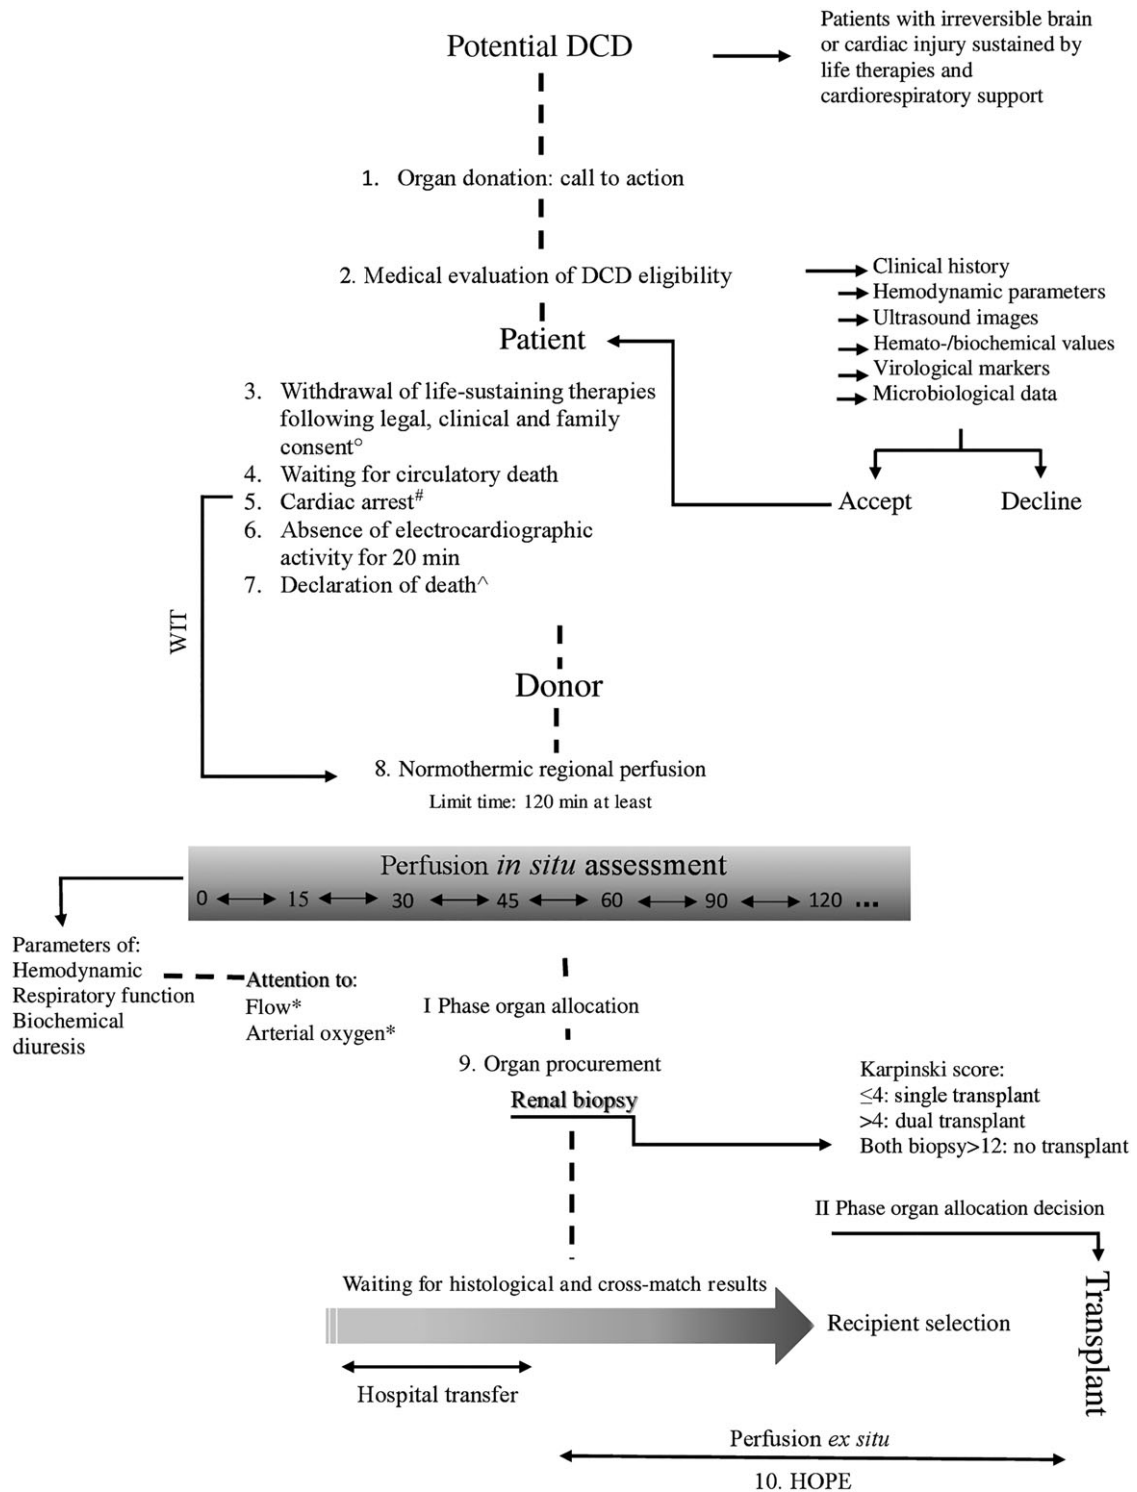 Potential DCD
Patients with irreversible brain
or cardiac injury sustained by
life therapies and
cardiorespiratory support
1. Organ donation: call to action
2. Medical evaluation of DCD eligibility
Clinical history
Hemodynamic parameters
Ultrasound images
Hemato-/biochemical values
Virological markers
Microbiological data
Accept
Decline
Patient
3. Withdrawal of life-sustaining therapies
following legal, clinical and family
consent°
4. Waiting for circulatory death
5. Cardiac arrest#
6. Absence of electrocardiographic
activity for 20 min
7. Declaration of death^
WIT
Donor
8. Normothermic regional perfusion
Limit time: 120 min at least
Perfusion in situ assessment
0 15 30 45 60 90 120 ...
Parameters of:
Hemodynamic
Respiratory function
Biochemical
diuresis
Attention to:
Flow*
Arterial oxygen*
I Phase organ allocation
9. Organ procurement
Renal biopsy
Karpinski score:
≤4: single transplant
>4: dual transplant
Both biopsy>12: no transplant
II Phase organ allocation decision
Waiting for histological and cross-match results
Recipient selection
Transplant
Hospital transfer
Perfusion ex situ
10. HOPE